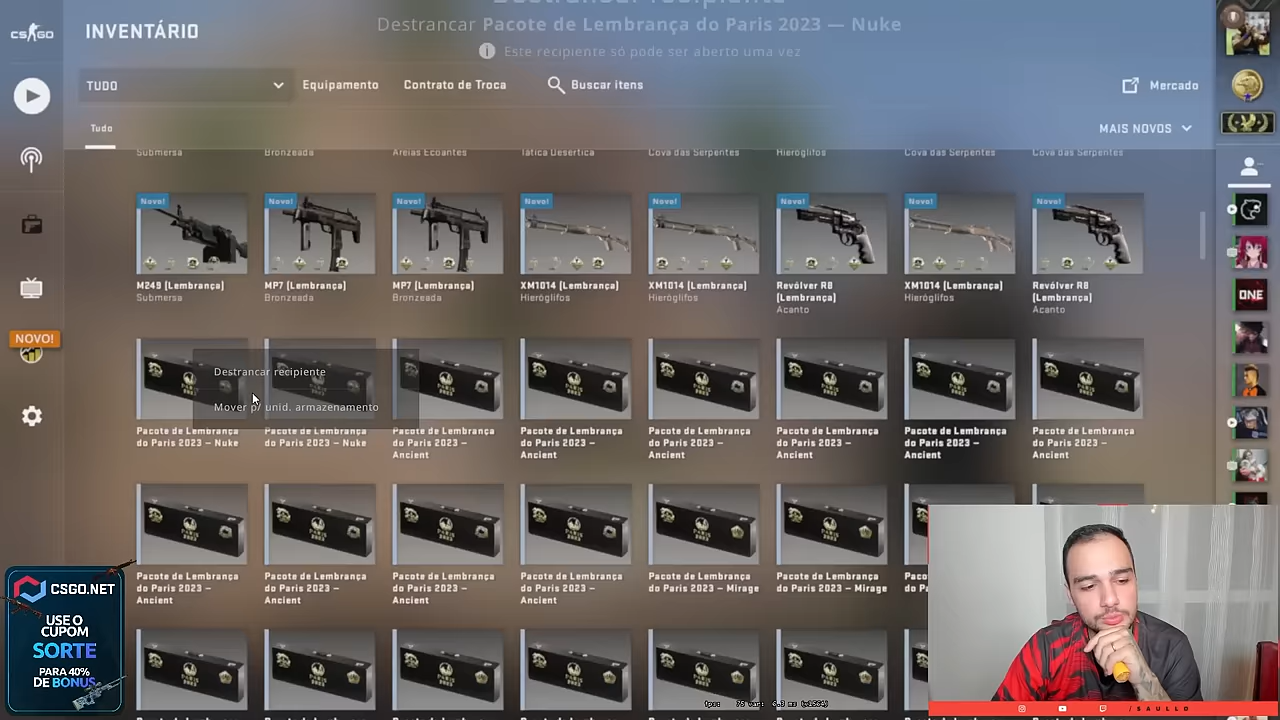 Destrancar recipiente
Destrancar Pacote de Lembrança do Paris 2023 — Nuke
Este recipiente só pode ser aberto uma vez
CS:GO
INVENTÁRIO
TUDO
Equipamento
Contrato de Troca
Buscar itens
Mercado
Tudo
MAIS NOVOS
Submersa
Bronzeada
Areias Ecoantes
Tática Desértica
Cova das Serpentes
Hieróglifos
Cova das Serpentes
Cova das Serpentes
Novo!
Novo!
Novo!
Novo!
Novo!
Novo!
Novo!
Novo!
M249 (Lembrança)
Submersa
MP7 (Lembrança)
Bronzeada
MP7 (Lembrança)
Bronzeada
XM1014 (Lembrança)
Hieróglifos
XM1014 (Lembrança)
Hieróglifos
Revólver R8
(Lembrança)
Acanto
XM1014 (Lembrança)
Hieróglifos
Revólver R8
(Lembrança)
Acanto
NOVO!
Destrancar recipiente
Mover p/ unid. armazenamento
Pacote de Lembrança
do Paris 2023 – Nuke
Pacote de Lembrança
do Paris 2023 – Nuke
Pacote de Lembrança
do Paris 2023 –
Ancient
Pacote de Lembrança
do Paris 2023 –
Ancient
Pacote de Lembrança
do Paris 2023 –
Ancient
Pacote de Lembrança
do Paris 2023 –
Ancient
Pacote de Lembrança
do Paris 2023 –
Ancient
Pacote de Lembrança
do Paris 2023 –
Ancient
Pacote de Lembrança
do Paris 2023 –
Ancient
Pacote de Lembrança
do Paris 2023 –
Ancient
Pacote de Lembrança
do Paris 2023 –
Ancient
Pacote de Lembrança
do Paris 2023 –
Ancient
Pacote de Lembrança
do Paris 2023 – Mirage
Pacote de Lembrança
do Paris 2023 – Mirage
ONE
CSGO.NET
USE O
CUPOM
SORTE
PARA 40%
DE BONUS
/SAULLO